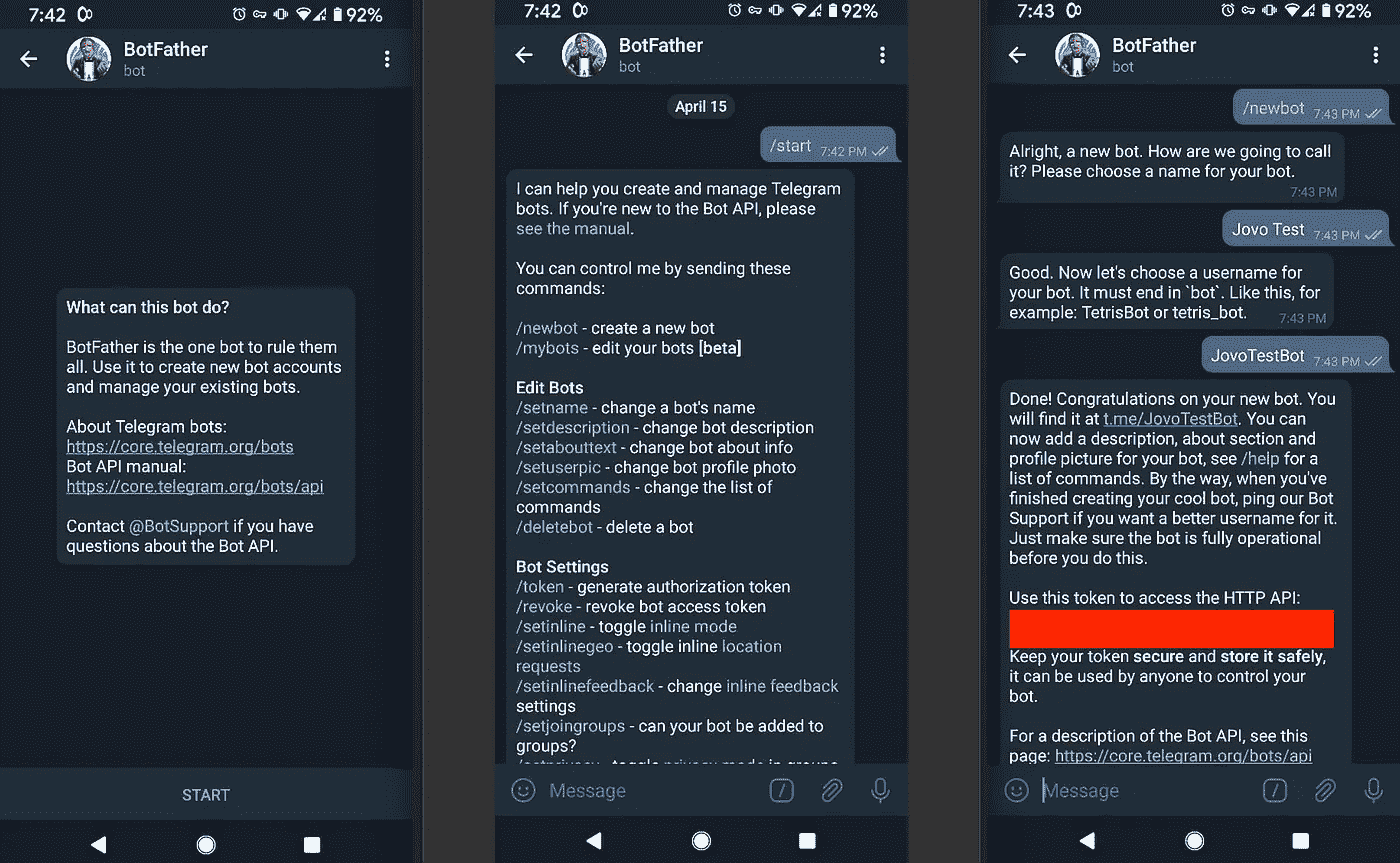 7:42
92%
BotFather
bot
What can this bot do?
BotFather is the one bot to rule them
all. Use it to create new bot accounts
and manage your existing bots.
About Telegram bots:
https://core.telegram.org/bots
Bot API manual:
https://core.telegram.org/bots/api
Contact @BotSupport if you have
questions about the Bot API.
START
7:42
92%
BotFather
bot
April 15
/start 7:42 PM
I can help you create and manage Telegram
bots. If you're new to the Bot API, please
see the manual.
You can control me by sending these
commands:
/newbot - create a new bot
/mybots - edit your bots [beta]
Edit Bots
/setname - change a bot's name
/setdescription - change bot description
/setabouttext - change bot about info
/setuserpic - change bot profile photo
/setcommands - change the list of
commands
/deletebot - delete a bot
Bot Settings
/token - generate authorization token
/revoke - revoke bot access token
/setinline - toggle inline mode
/setinlinegeo - toggle inline location
requests
/setinlinefeedback - change inline feedback
settings
/setjoingroups - can your bot be added to
groups?
/setprivacy - toggle privacy mode in groups
Message
7:43
92%
BotFather
bot
/newbot 7:43 PM
Alright, a new bot. How are we going to call
it? Please choose a name for your bot.
7:43 PM
Jovo Test 7:43 PM
Good. Now let's choose a username for
your bot. It must end in `bot`. Like this, for
example: TetrisBot or tetris_bot.
7:43 PM
JovoTestBot 7:43 PM
Done! Congratulations on your new bot. You
will find it at t.me/JovoTestBot. You can
now add a description, about section and
profile picture for your bot, see /help for a
list of commands. By the way, when you've
finished creating your cool bot, ping our Bot
Support if you want a better username for it.
Just make sure the bot is fully operational
before you do this.
Use this token to access the HTTP API:
Keep your token secure and store it safely,
it can be used by anyone to control your
bot.
For a description of the Bot API, see this
page: https://core.telegram.org/bots/api
Message